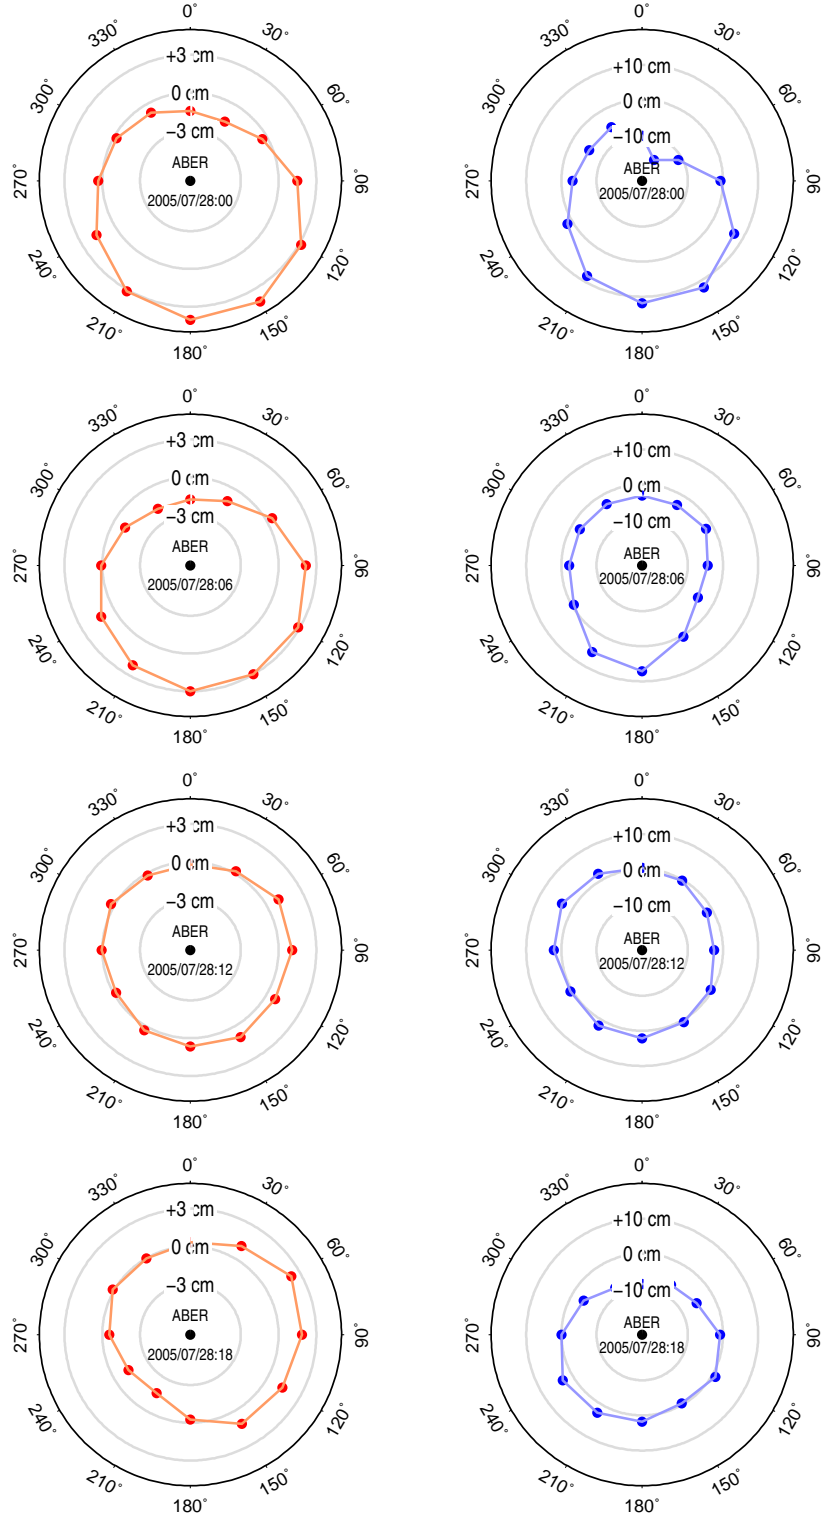 0° 0°
330° 30° 330° 30°
+3 cm +10 cm
300° 60° 300° 60°
0 cm 0 cm
−3 cm −10 cm
ABER ABER
270° 90° 270° 90°
2005/07/28:00 2005/07/28:00
240° 120° 240° 120°
210° 150° 210° 150°
180° 180°
0° 0°
330° 30° 330° 30°
+3 cm +10 cm
300° 60° 300° 60°
0 cm 0 cm
−3 cm −10 cm
ABER ABER
270° 90° 270° 90°
2005/07/28:06 2005/07/28:06
240° 120° 240° 120°
210° 150° 210° 150°
180° 180°
0° 0°
330° 30° 330° 30°
+3 cm +10 cm
300° 60° 300° 60°
0 cm 0 cm
−3 cm −10 cm
ABER ABER
270° 90° 270° 90°
2005/07/28:12 2005/07/28:12
240° 120° 240° 120°
210° 150° 210° 150°
180° 180°
0° 0°
330° 30° 330° 30°
+3 cm +10 cm
300° 60° 300° 60°
0 cm 0 cm
−3 cm −10 cm
ABER ABER
270° 90° 270° 90°
2005/07/28:18 2005/07/28:18
240° 120° 240° 120°
210° 150° 210° 150°
180° 180°